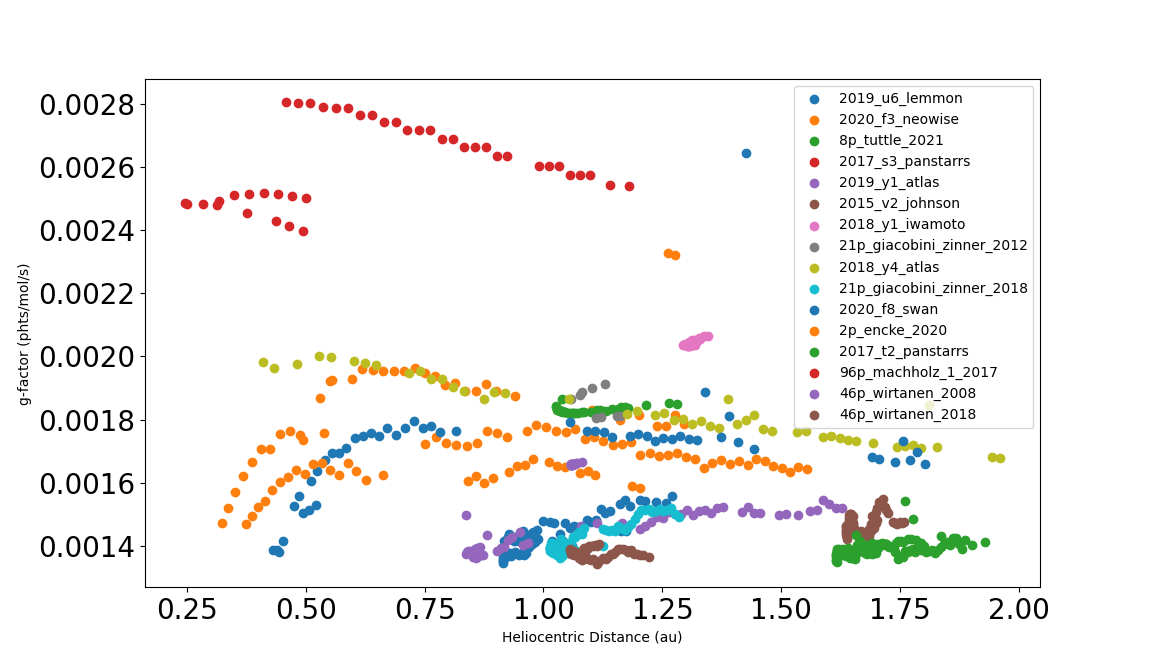 0.0028
0.0026
0.0024
0.0022
0.0020
0.0018
0.0016
0.0014
g-factor (phts/mol/s)
2019_u6_lemmon
2020_f3_neowise
8p_tuttle_2021
2017_s3_panstarrs
2019_y1_atlas
2015_v2_johnson
2018_y1_iwamoto
21p_giacobini_zinner_2012
2018_y4_atlas
21p_giacobini_zinner_2018
2020_f8_swan
2p_encke_2020
2017_t2_panstarrs
96p_machholz_1_2017
46p_wirtanen_2008
46p_wirtanen_2018
0.25 0.50 0.75 1.00 1.25 1.50 1.75 2.00
Heliocentric Distance (au)